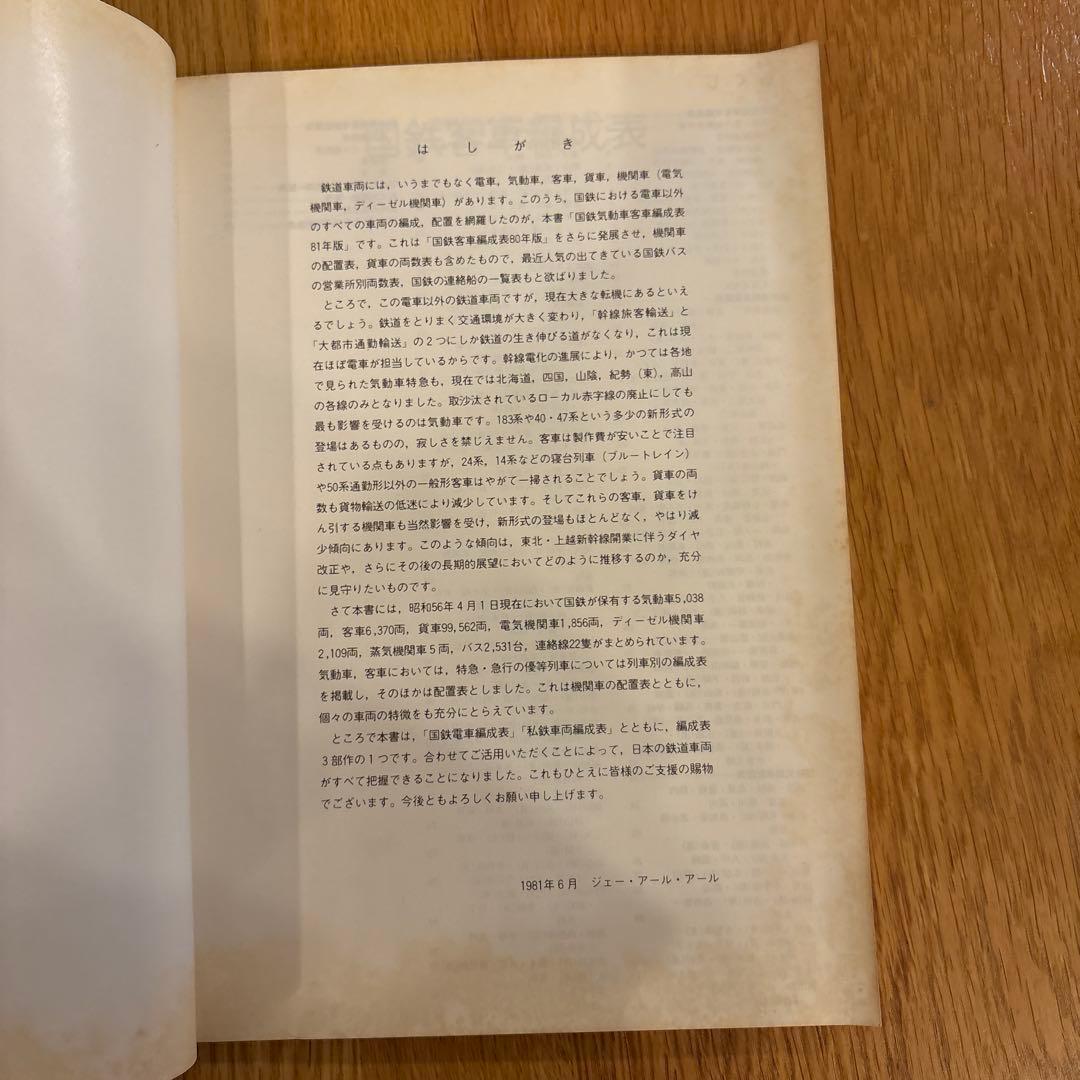 はしがき
鉄道車両には，いうまでもなく電車，気動車，客車，貨車，機関車（電気
機関車，ディーゼル機関車）があります。このうち，国鉄における電車以外
のすべての車両の編成，配置を網羅したのが，本書「国鉄気動車客車編成表
81年版」です。これは「国鉄客車編成表80年版」をさらに発展させ，機関車
の配置表，貨車の両数表も含めたもので，最近人気の出てきている国鉄バス
の営業所別両数表，国鉄の連絡船の一覧表もと欲ばりました。
ところで，この電車以外の鉄道車両ですが，現在大きな転機にあるといえ
るでしょう。鉄道をとりまく交通環境が大きく変わり，「幹線旅客輸送」と
「大都市通勤輸送」の２つにしか鉄道の生き伸びる道がなくなり，これは現
在ほぼ電車が担当しているからです。幹線電化の進展により，かつては各地
で見られた気動車特急も，現在では北海道，四国，山陰，紀勢（東），高山
の各線のみとなりました。取沙汰されているローカル赤字線の廃止にしても
最も影響を受けるのは気動車です。183系や40・47系という多少の新形式の
登場はあるものの，寂しさを禁じえません。客車は製作費が安いことで注目
されている点もありますが，24系，14系などの寝台列車（ブルートレイン）
や50系通勤形以外の一般形客車はやがて一掃されることでしょう。貨車の両
数も貨物輸送の低迷により減少しています。そしてこれらの客車，貨車をけ
ん引する機関車も当然影響を受け，新形式の登場もほとんどなく，やはり減
少傾向にあります。このような傾向は，東北・上越新幹線開業に伴うダイヤ
改正や，さらにその後の長期的展望においてどのように推移するのか，充分
に見守りたいものです。
さて本書には，昭和56年４月１日現在において国鉄が保有する気動車5,038
両，客車6,370両，貨車99,562両，電気機関車1,856両，ディーゼル機関車
2,109両，蒸気機関車５両，バス2,531台，連絡線22隻がまとめられています。
気動車，客車においては，特急・急行の優等列車については列車別の編成表
を掲載し，そのほかは配置表としました。これは機関車の配置表とともに，
個々の車両の特徴をも充分にとらえています。
ところで本書は，「国鉄電車編成表」「私鉄車両編成表」とともに，編成表
３部作の１つです。合わせてご活用いただくことによって，日本の鉄道車両
がすべて把握できることになりました。これもひとえに皆様のご支援の賜物
でございます。今後ともよろしくお願い申し上げます。
1981年６月　ジェー・アール・アール